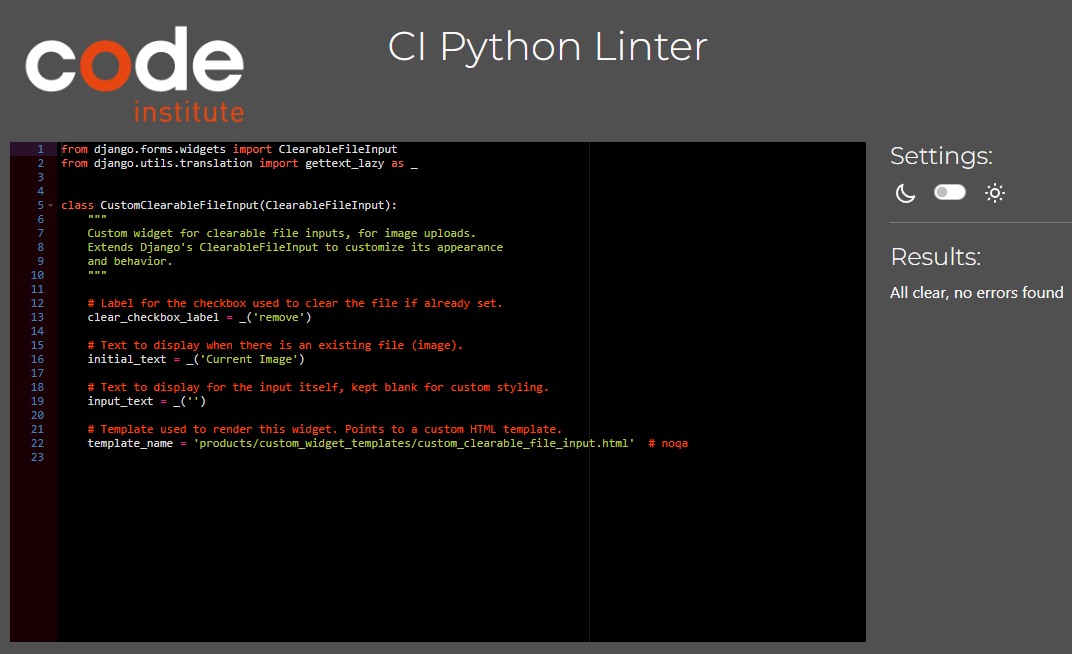 code
institute
CI Python Linter
1 from django.forms.widgets import ClearableFileInput
2 from django.utils.translation import gettext_lazy as _
3
4
5 class CustomClearableFileInput(ClearableFileInput):
6 """
7 Custom widget for clearable file inputs, for image uploads.
8 Extends Django's ClearableFileInput to customize its appearance
9 and behavior.
10 """
11
12 # Label for the checkbox used to clear the file if already set.
13 clear_checkbox_label = _('remove')
14
15 # Text to display when there is an existing file (image).
16 initial_text = _('Current Image')
17
18 # Text to display for the input itself, kept blank for custom styling.
19 input_text = _('')
20
21 # Template used to render this widget. Points to a custom HTML template.
22 template_name = 'products/custom_widget_templates/custom_clearable_file_input.html'  # noqa
23
Settings:
Results:
All clear, no errors found